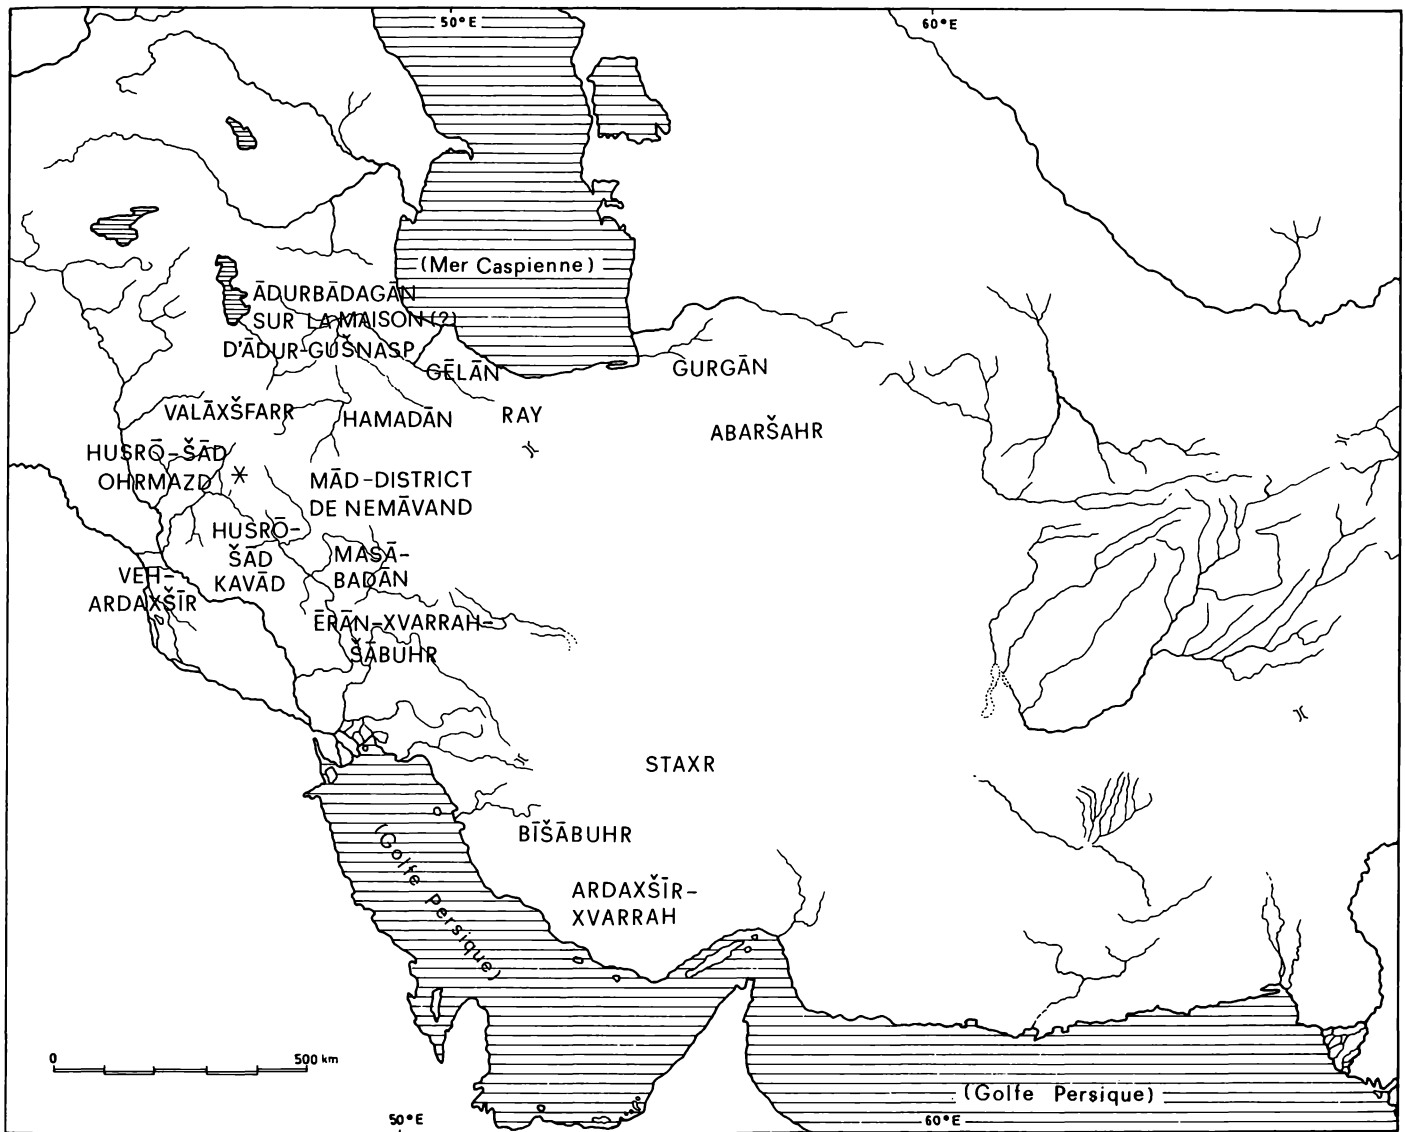 50°E
60°E
(Mer Caspienne)
ĀDURBĀDAGĀN
SUR LA MAISON (?)
D'ĀDUR-GUŠNASP
GĒLĀN
GURGĀN
VALĀXŠFARR
HAMADĀN
RAY
ABARŠAHR
HUSRŌ-ŠĀD
OHRMAZD
MĀD-DISTRICT
DE NEMĀVAND
HUSRŌ-
ŠĀD
KAVĀD
MASĀ-
BADĀN
VEH-
ARDAXŠĪR
ĒRĀN-XVARRAH-
ŠĀBUHR
STAXR
BĪŠĀBUHR
ARDAXŠĪR-
XVARRAH
(Golfe Persique)
0
500 km
(Golfe Persique)
50°E
60°E